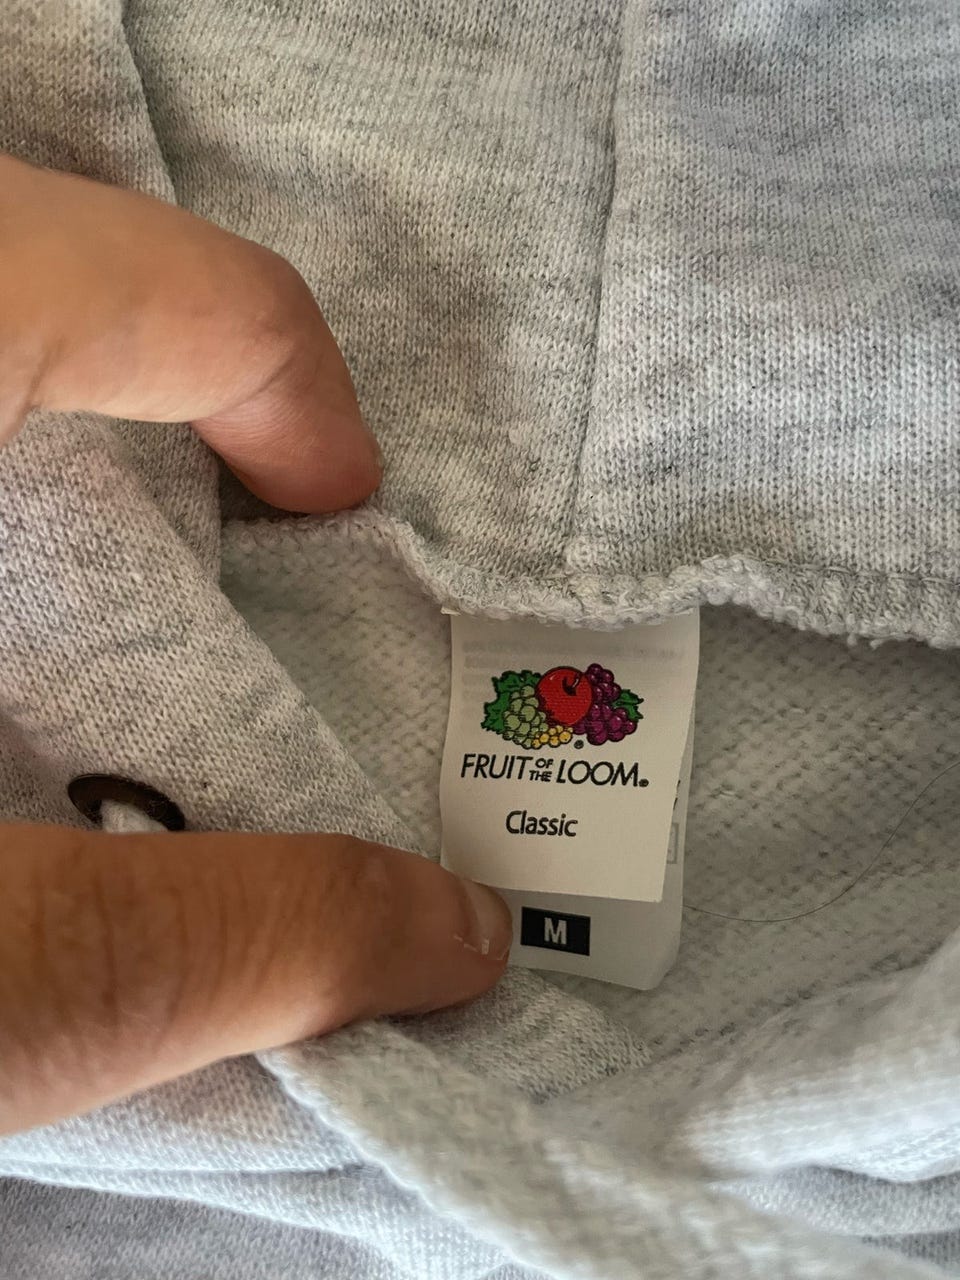 FRUIT OF THE LOOM®
Classic
M